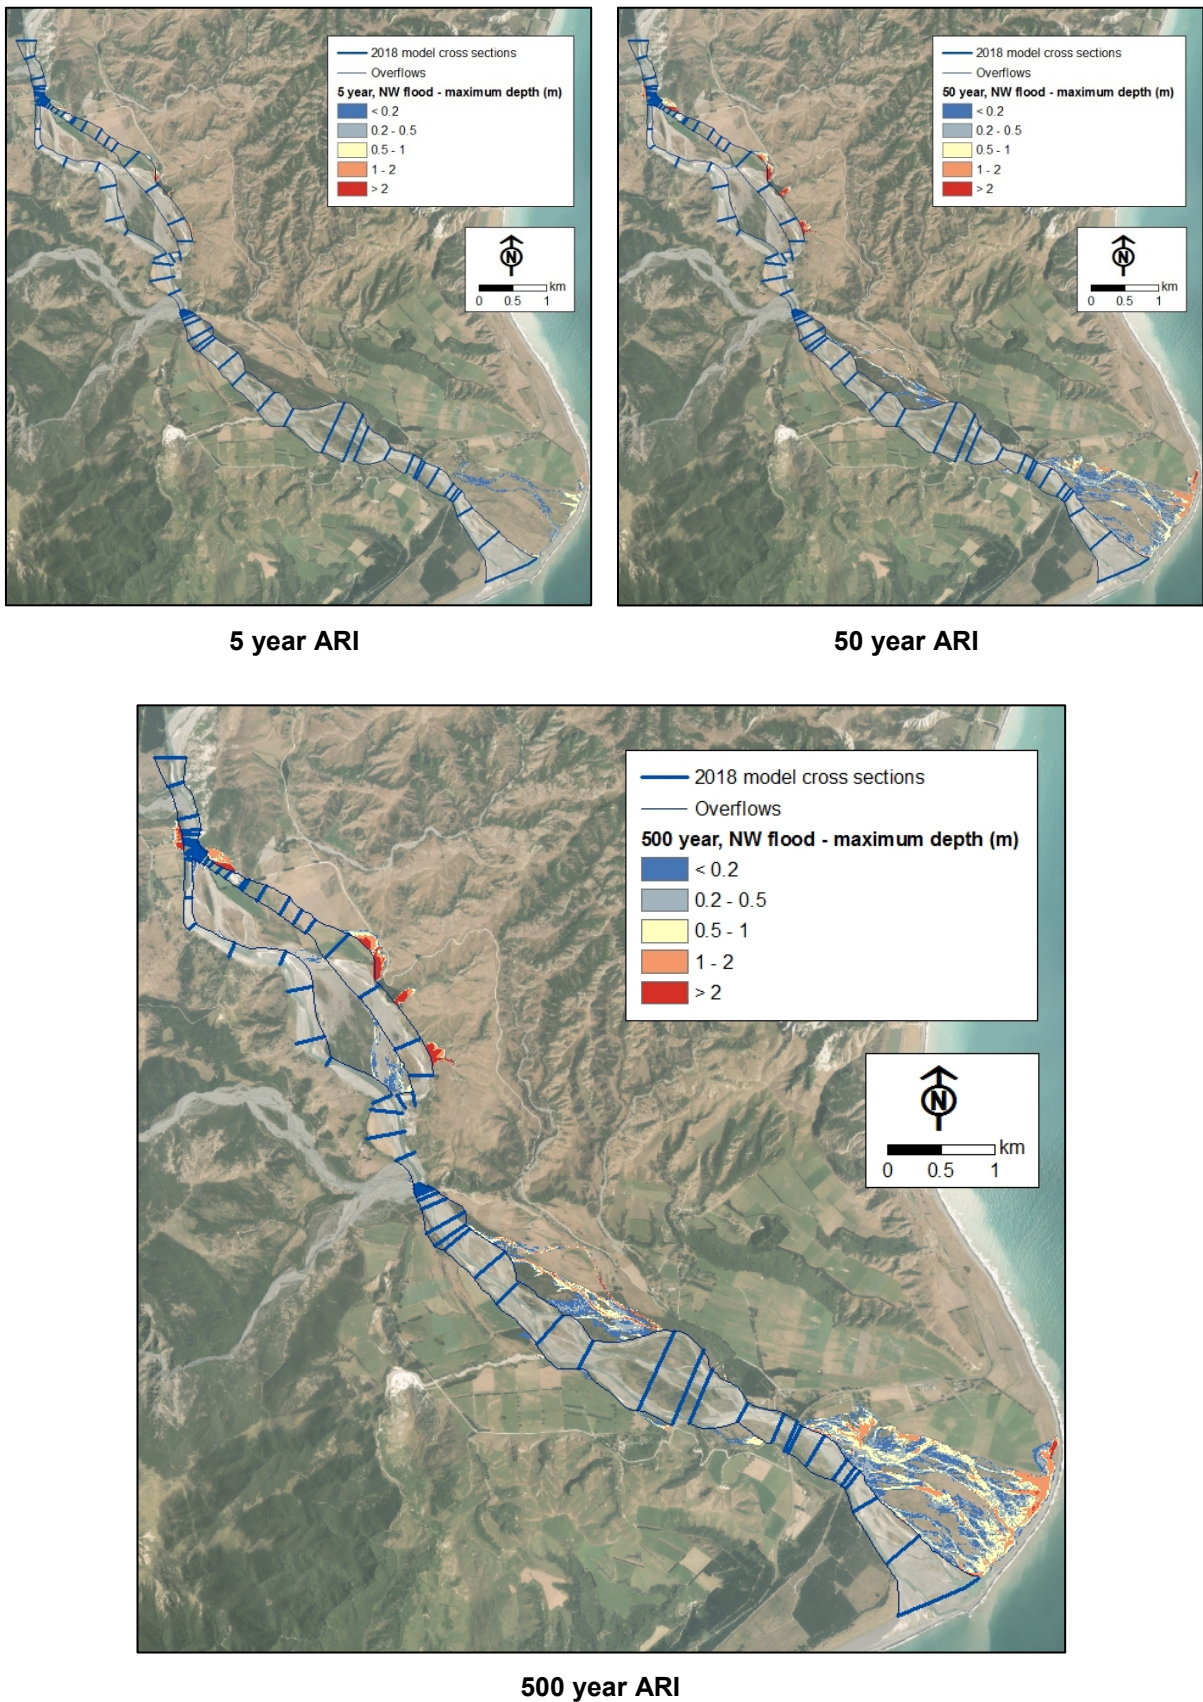 2018 model cross sections
Overflows
5 year, NW flood - maximum depth (m)
< 0.2
0.2 - 0.5
0.5 - 1
1 - 2
> 2
N
km
0 0.5 1
5 year ARI
2018 model cross sections
Overflows
50 year, NW flood - maximum depth (m)
< 0.2
0.2 - 0.5
0.5 - 1
1 - 2
> 2
N
km
0 0.5 1
50 year ARI
2018 model cross sections
Overflows
500 year, NW flood - maximum depth (m)
< 0.2
0.2 - 0.5
0.5 - 1
1 - 2
> 2
N
km
0 0.5 1
500 year ARI